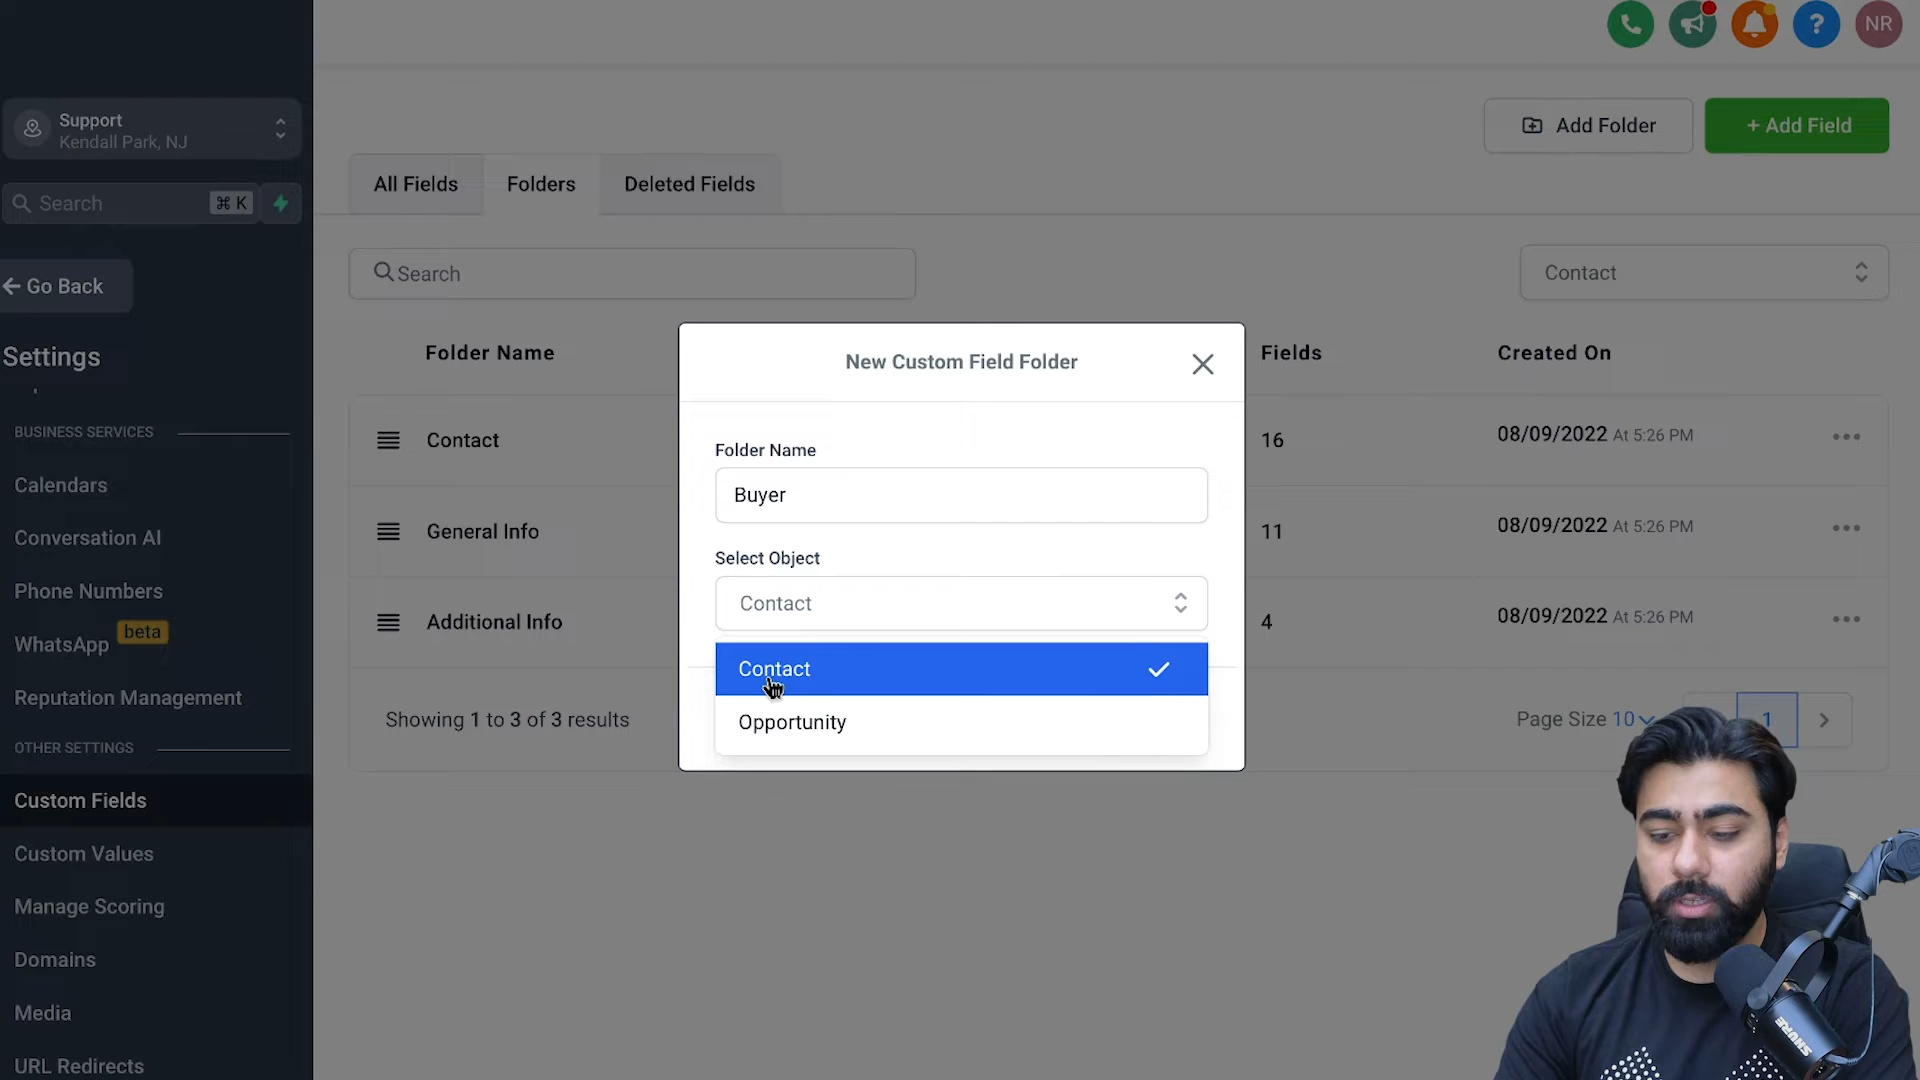 NR
Support
Kendall Park, NJ
Search
⌘ K
Go Back
Settings
BUSINESS SERVICES
Calendars
Conversation AI
Phone Numbers
WhatsApp beta
Reputation Management
OTHER SETTINGS
Custom Fields
Custom Values
Manage Scoring
Domains
Media
URL Redirects
Add Folder
+ Add Field
All Fields
Folders
Deleted Fields
Search
Contact
Folder Name
Fields
Created On
Contact
16
08/09/2022 At 5:26 PM
General Info
11
08/09/2022 At 5:26 PM
Additional Info
4
08/09/2022 At 5:26 PM
Showing 1 to 3 of 3 results
Page Size 10
1
New Custom Field Folder
Folder Name
Buyer
Select Object
Contact
Contact
Opportunity
SHURE